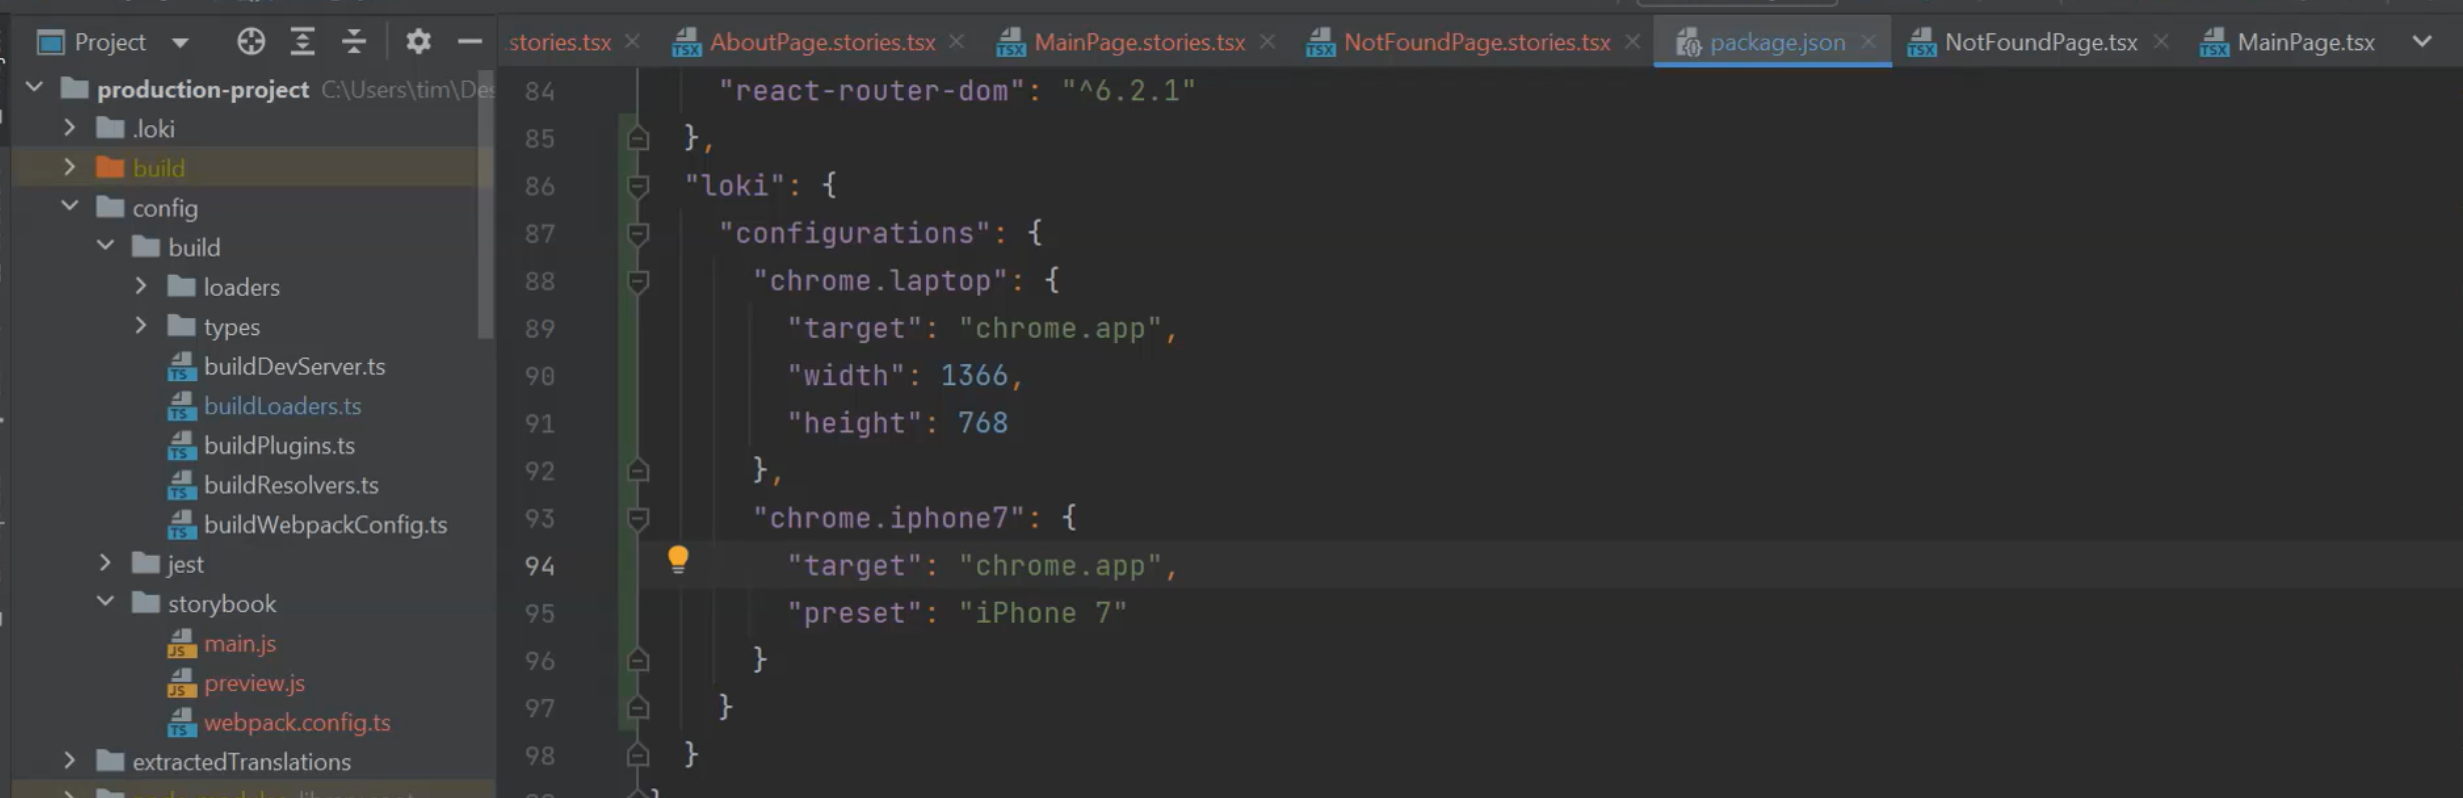 Project
stories.tsx
AboutPage.stories.tsx
MainPage.stories.tsx
NotFoundPage.stories.tsx
package.json
NotFoundPage.tsx
MainPage.tsx
production-project C:\Users\tim\Des
.loki
build
config
build
loaders
types
buildDevServer.ts
buildLoaders.ts
buildPlugins.ts
buildResolvers.ts
buildWebpackConfig.ts
jest
storybook
main.js
preview.js
webpack.config.ts
extractedTranslations
84 "react-router-dom": "^6.2.1"
85 },
86 "loki": {
87 "configurations": {
88 "chrome.laptop": {
89 "target": "chrome.app",
90 "width": 1366,
91 "height": 768
92 },
93 "chrome.iphone7": {
94 "target": "chrome.app",
95 "preset": "iPhone 7"
96 }
97 }
98 }